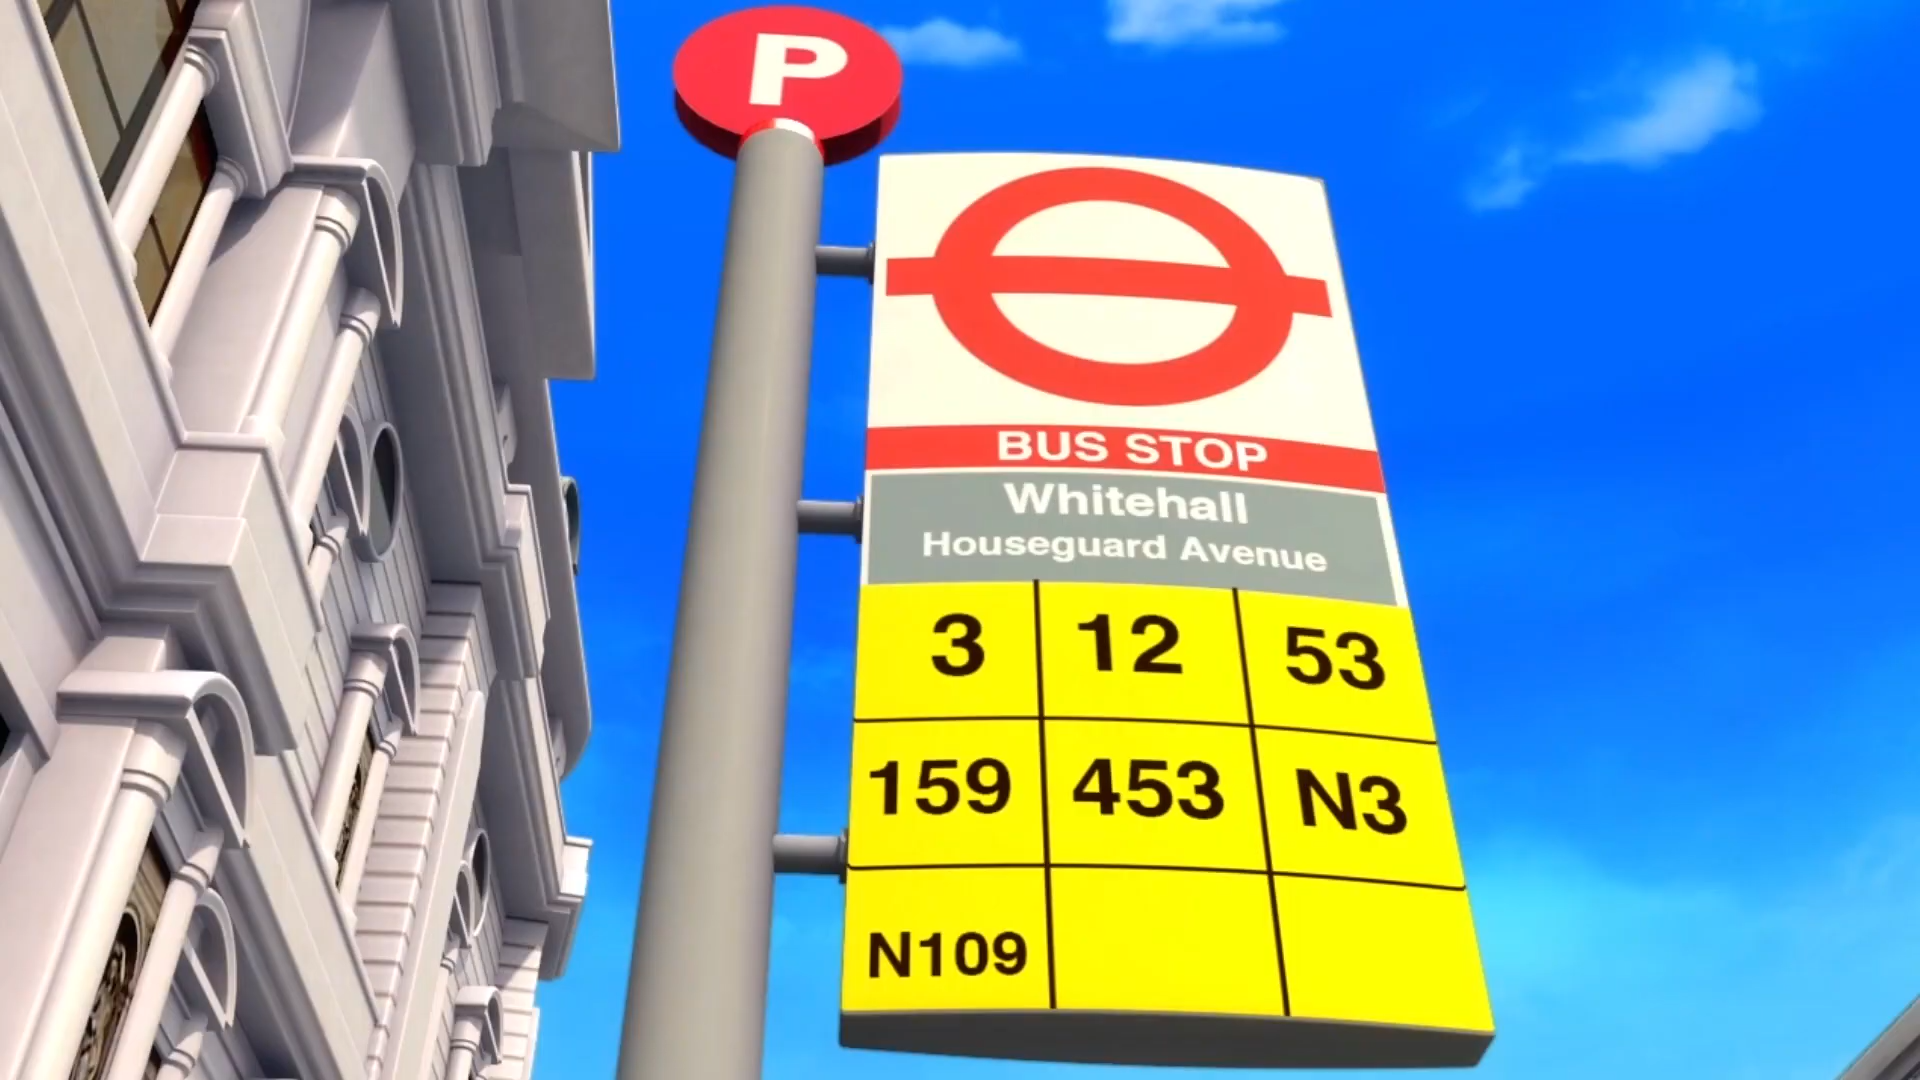 P
BUS STOP
Whitehall
Houseguard Avenue
3 12 53
159 453 N3
N109